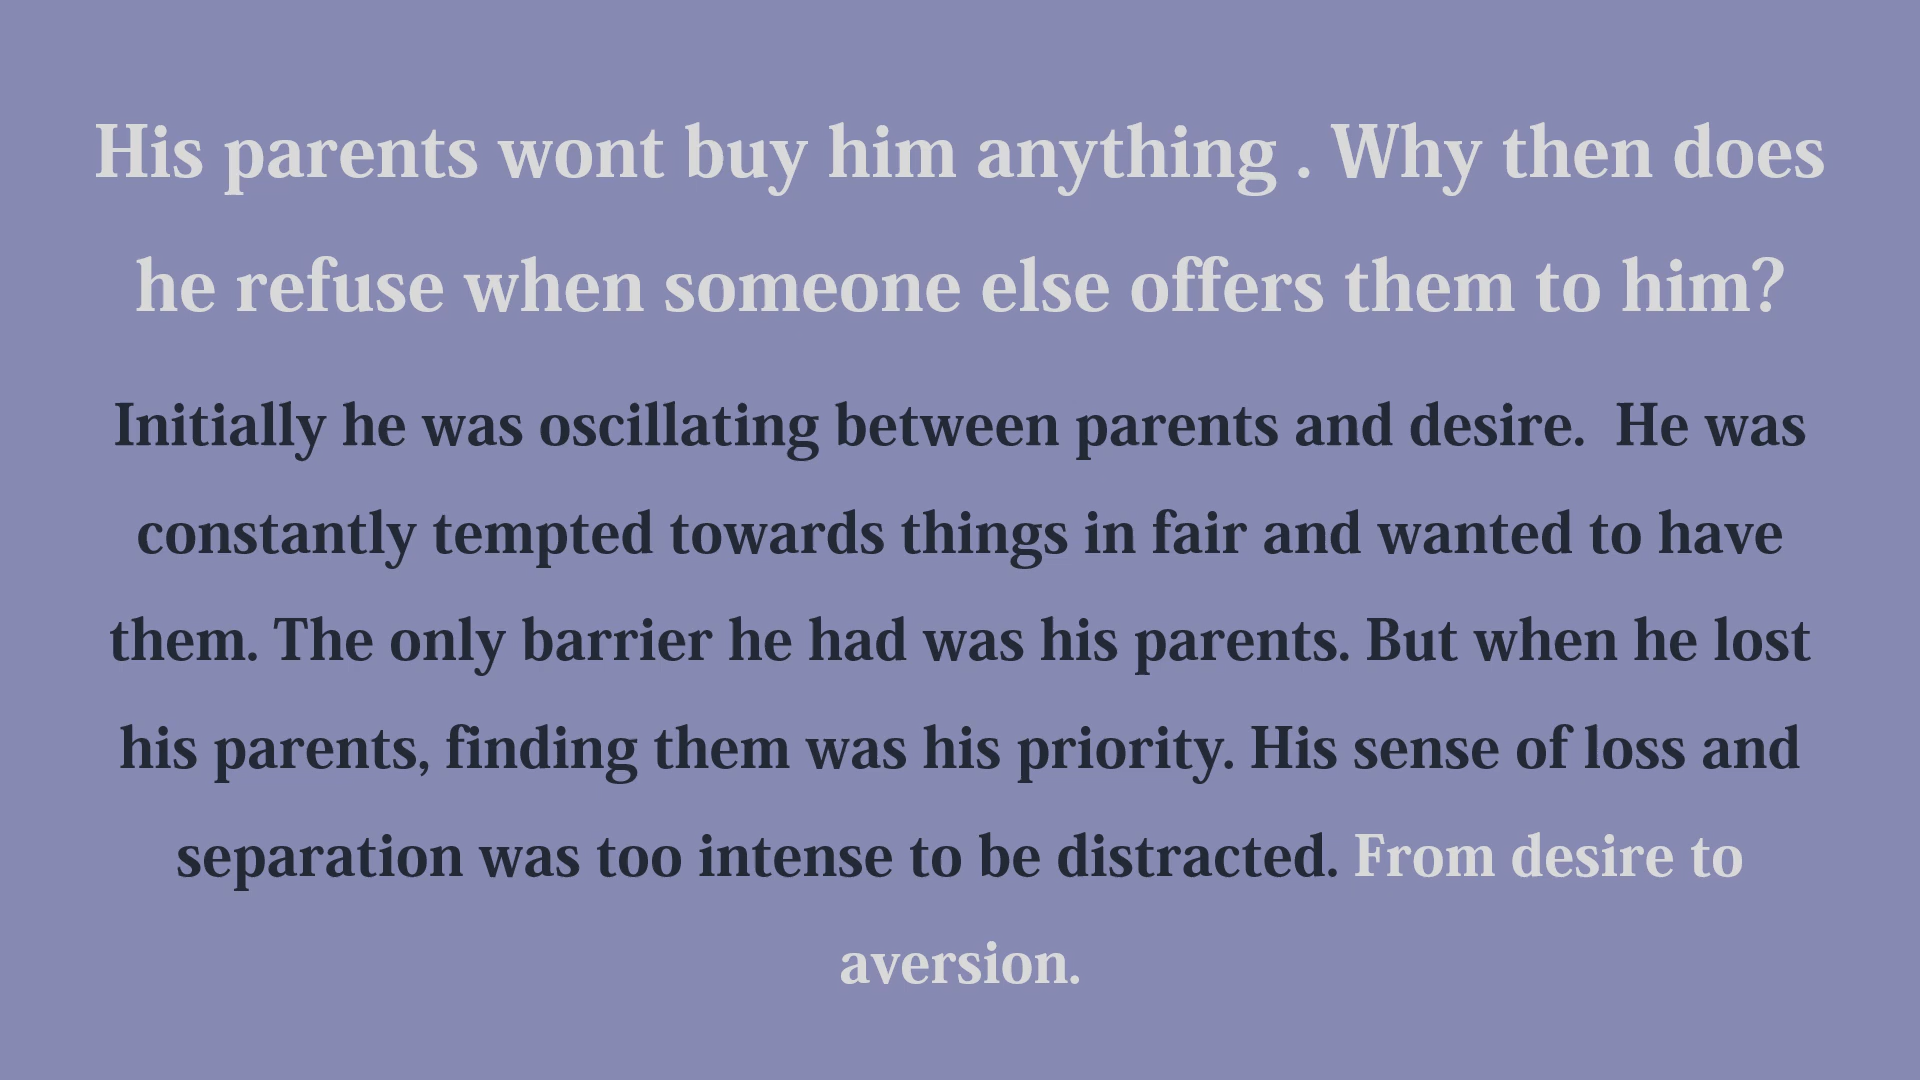 His parents wont buy him anything . Why then does
he refuse when someone else offers them to him?
Initially he was oscillating between parents and desire.  He was
constantly tempted towards things in fair and wanted to have
them. The only barrier he had was his parents. But when he lost
his parents, finding them was his priority. His sense of loss and
separation was too intense to be distracted. From desire to
aversion.